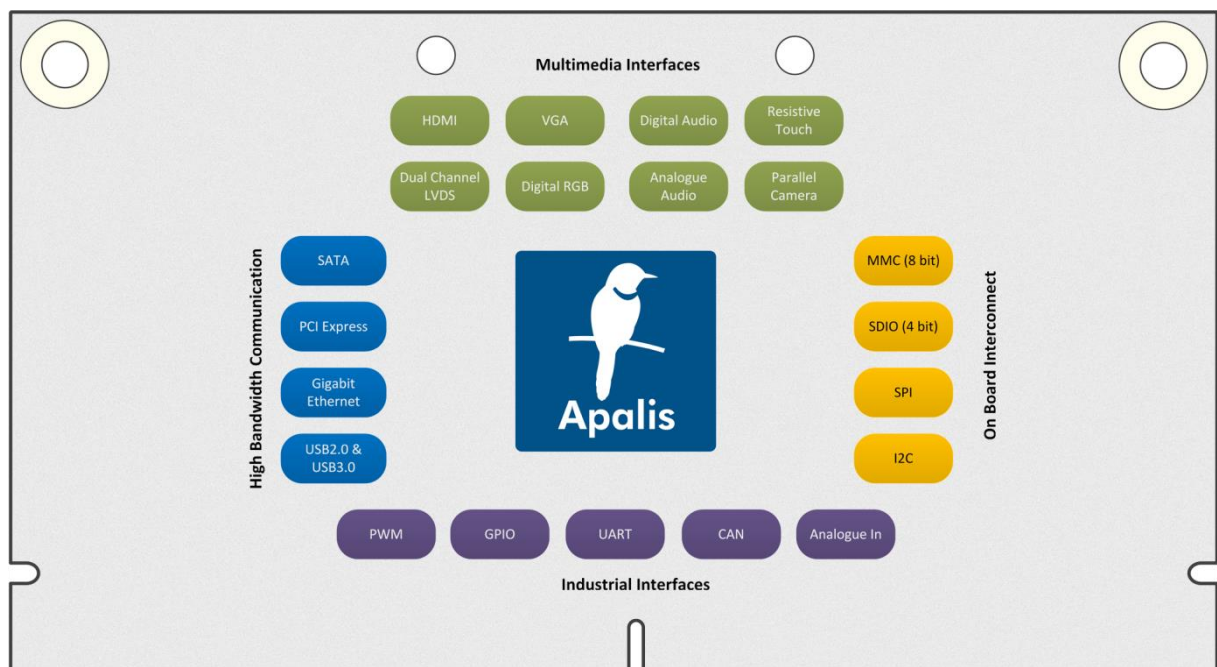 Multimedia Interfaces
HDMI
VGA
Digital Audio
Resistive
Touch
Dual Channel
LVDS
Digital RGB
Analogue
Audio
Parallel
Camera
High Bandwidth Communication
SATA
PCI Express
Gigabit
Ethernet
USB2.0 &
USB3.0
Apalis
MMC (8 bit)
SDIO (4 bit)
SPI
I2C
On Board Interconnect
PWM
GPIO
UART
CAN
Analogue In
Industrial Interfaces